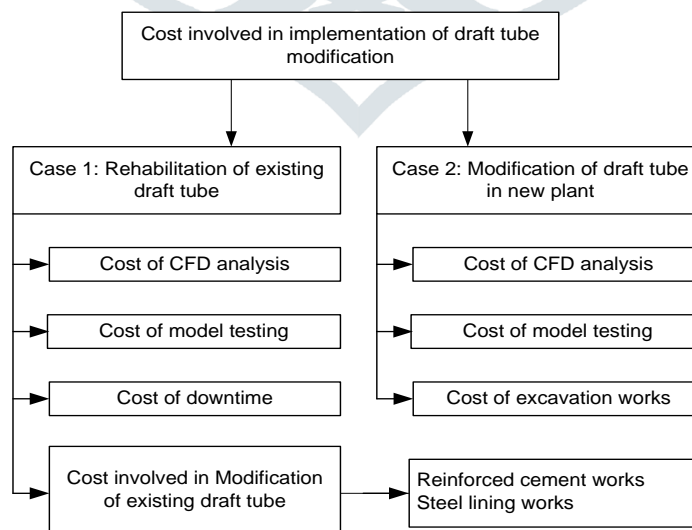 Cost involved in implementation of draft tube
modification
Case 1: Rehabilitation of existing
draft tube
Cost of CFD analysis
Cost of model testing
Cost of downtime
Cost involved in Modification
of existing draft tube
Case 2: Modification of draft tube
in new plant
Cost of CFD analysis
Cost of model testing
Cost of excavation works
Reinforced cement works
Steel lining works